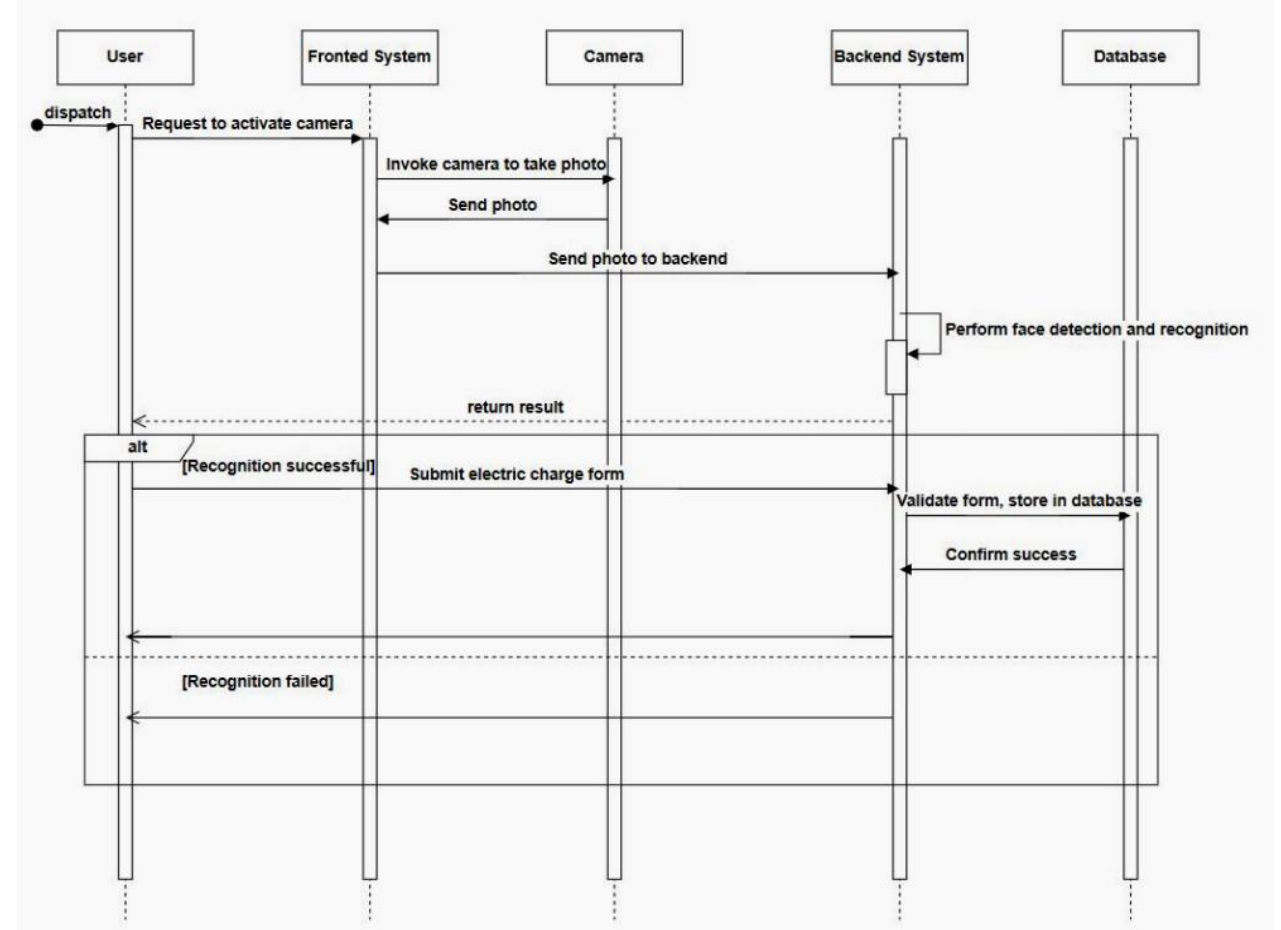 User
Fronted System
Camera
Backend System
Database
dispatch
Request to activate camera
Invoke camera to take photo
Send photo
Send photo to backend
Perform face detection and recognition
return result
alt
[Recognition successful]
Submit electric charge form
Validate form, store in database
Confirm success
[Recognition failed]